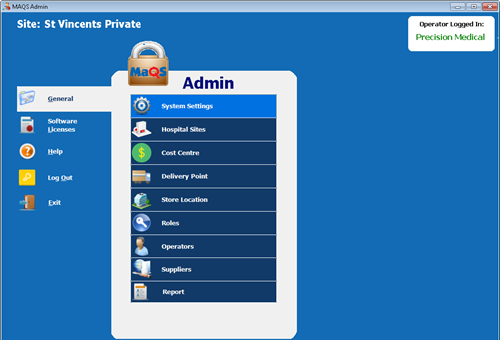 MAQS Admin
Site: St Vincents Private
Operator Logged In:
Precision Medical
MaQS
Admin
General
Software
Licenses
Help
Log Out
Exit
System Settings
Hospital Sites
Cost Centre
Delivery Point
Store Location
Roles
Operators
Suppliers
Report